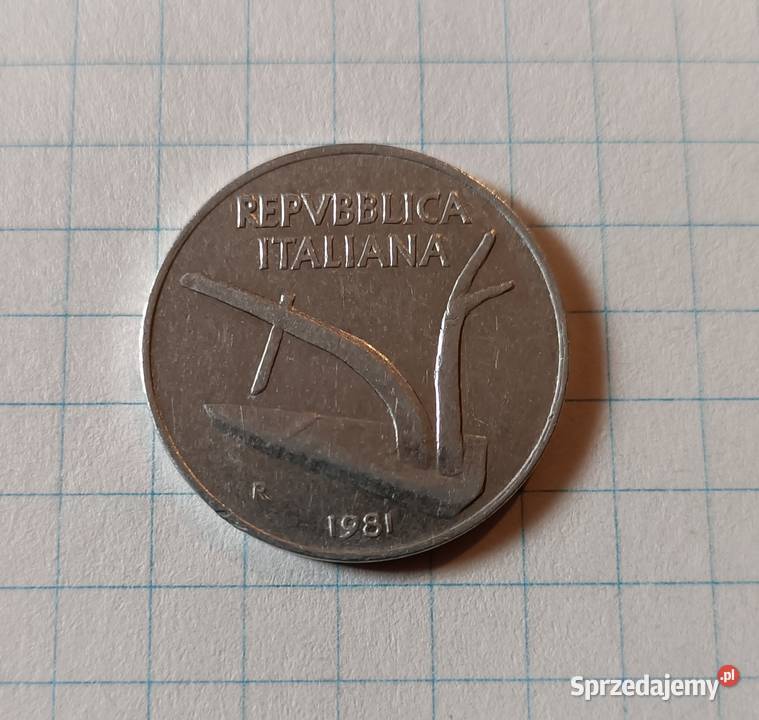 REPVBBLICA
ITALIANA
R
1981
Sprzedajemy.pl